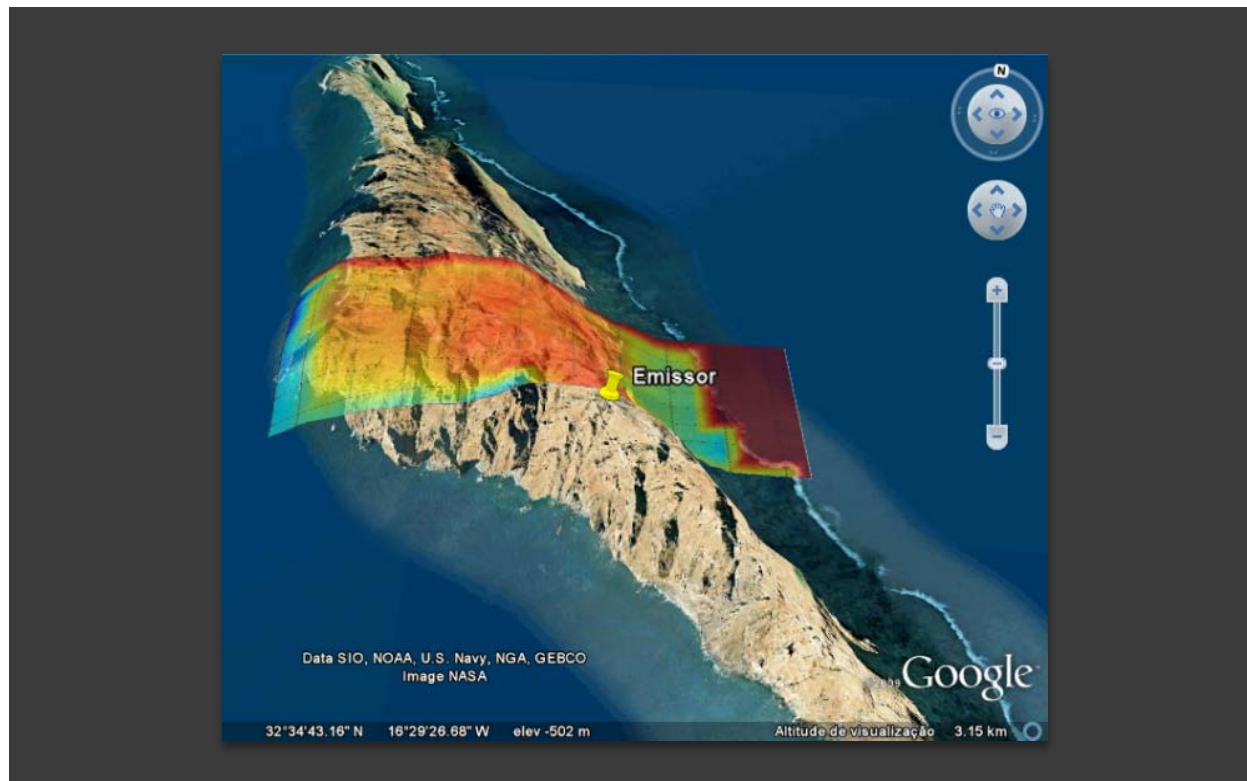 N
Emissor
Data SIO, NOAA, U.S. Navy, NGA, GEBCO
Image NASA
Google
32°34'43.16" N 16°29'26.68" W elev -502 m Altitude de visualização 3.15 km